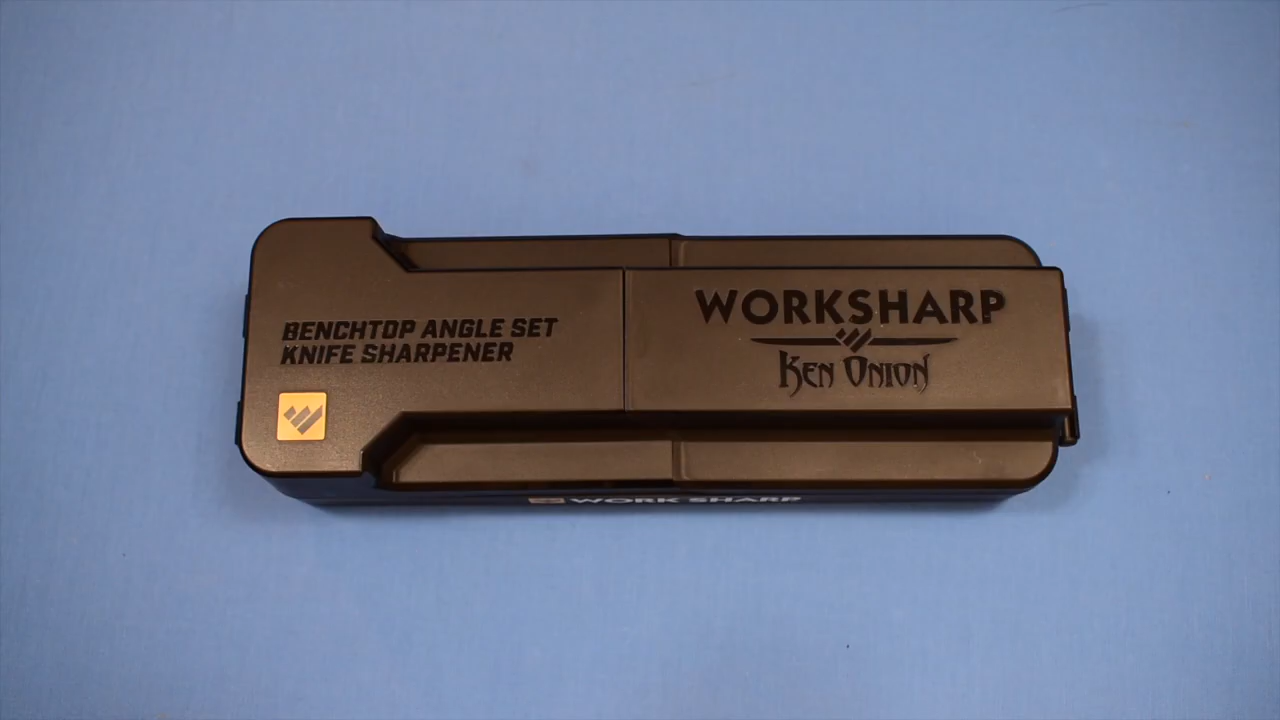 BENCHTOP ANGLE SET
KNIFE SHARPENER
WORKSHARP
KEN ONION
WORK SHARP